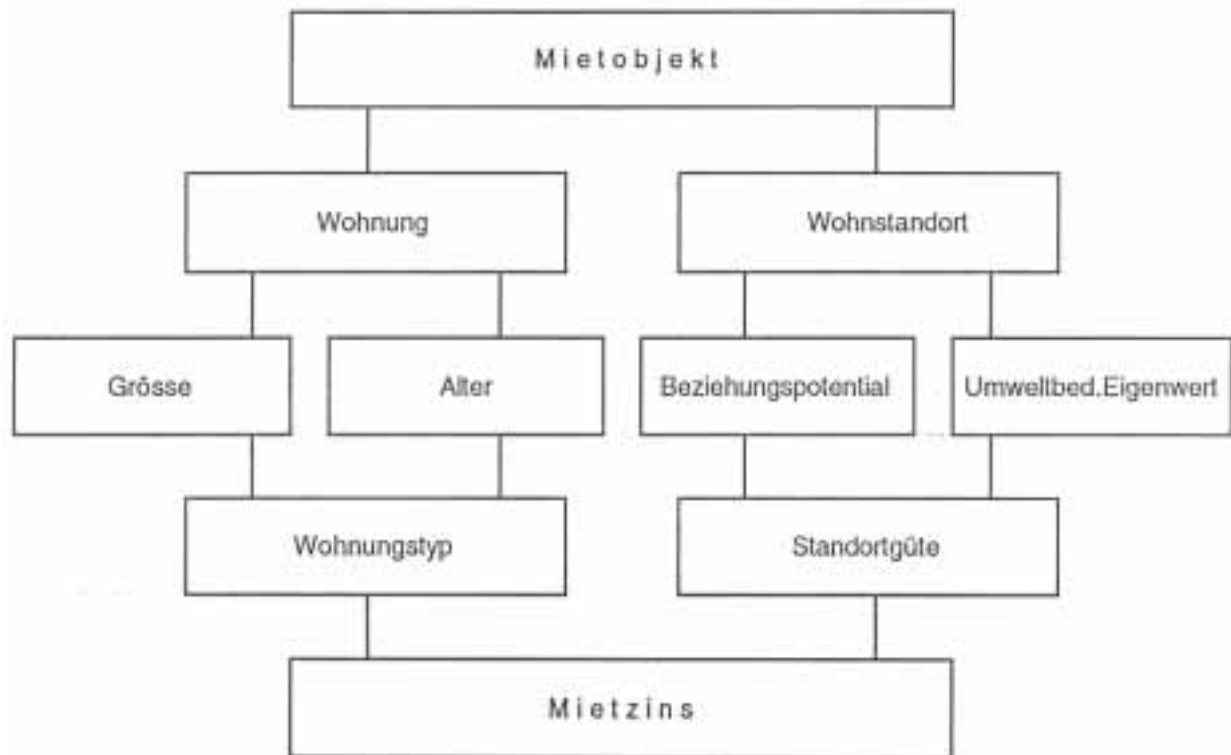 Mietobjekt
Wohnung
Wohnstandort
Grösse
Alter
Beziehungspotential
Umweltbed.Eigenwert
Wohnungstyp
Standortgüte
Mietzins